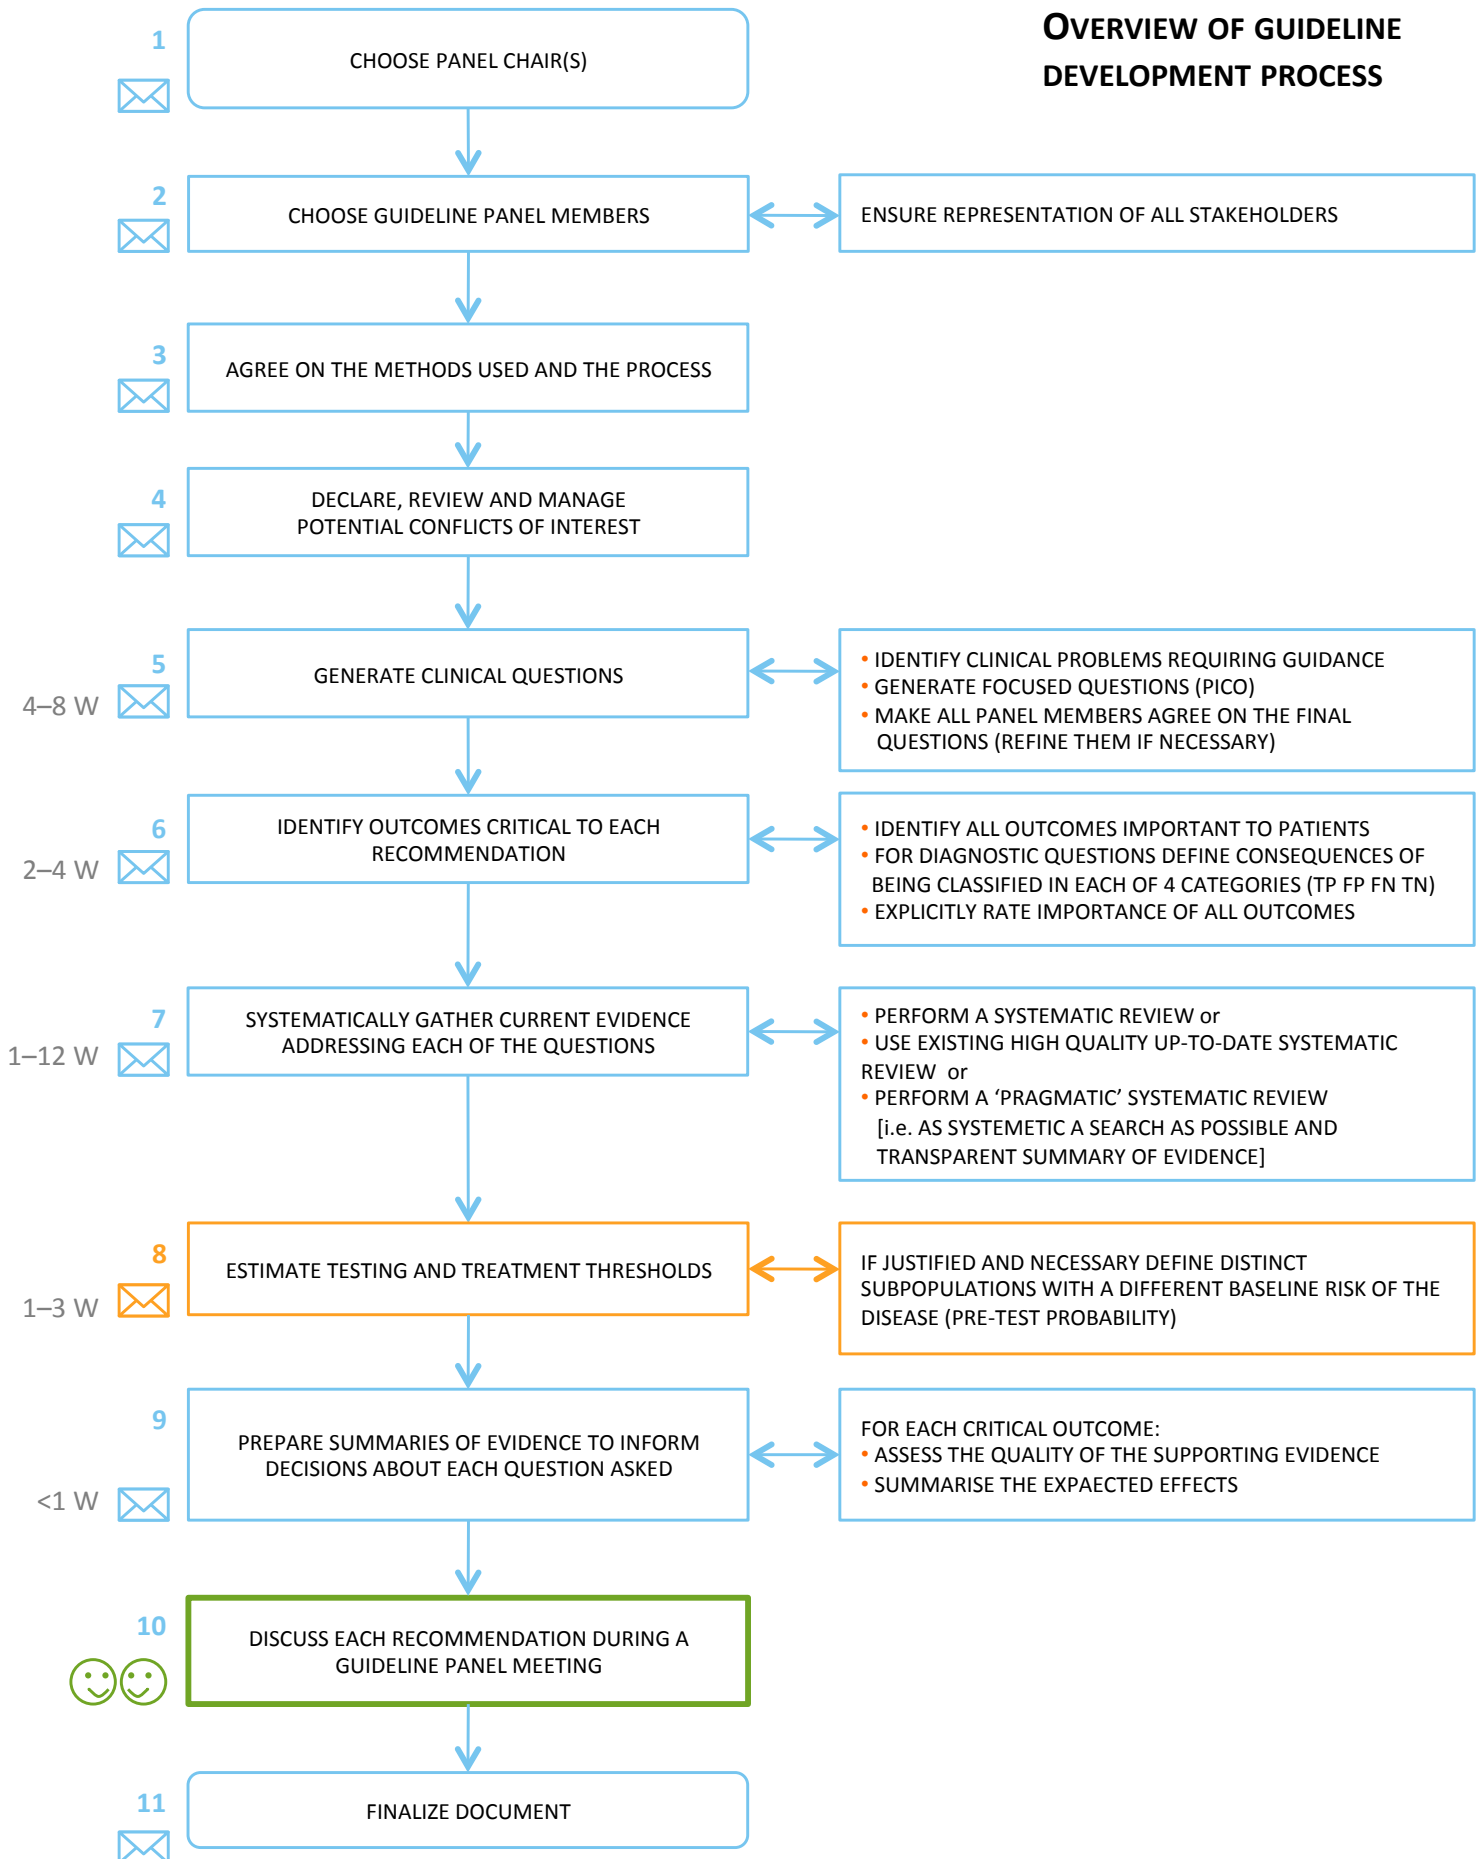 OVERVIEW OF GUIDELINE
DEVELOPMENT PROCESS
1
CHOOSE PANEL CHAIR(S)
2
CHOOSE GUIDELINE PANEL MEMBERS
ENSURE REPRESENTATION OF ALL STAKEHOLDERS
3
AGREE ON THE METHODS USED AND THE PROCESS
4
DECLARE, REVIEW AND MANAGE
POTENTIAL CONFLICTS OF INTEREST
5
4–8 W
GENERATE CLINICAL QUESTIONS
• IDENTIFY CLINICAL PROBLEMS REQUIRING GUIDANCE
• GENERATE FOCUSED QUESTIONS (PICO)
• MAKE ALL PANEL MEMBERS AGREE ON THE FINAL
QUESTIONS (REFINE THEM IF NECESSARY)
6
2–4 W
IDENTIFY OUTCOMES CRITICAL TO EACH
RECOMMENDATION
• IDENTIFY ALL OUTCOMES IMPORTANT TO PATIENTS
• FOR DIAGNOSTIC QUESTIONS DEFINE CONSEQUENCES OF
BEING CLASSIFIED IN EACH OF 4 CATEGORIES (TP FP FN TN)
• EXPLICITLY RATE IMPORTANCE OF ALL OUTCOMES
7
1–12 W
SYSTEMATICALLY GATHER CURRENT EVIDENCE
ADDRESSING EACH OF THE QUESTIONS
• PERFORM A SYSTEMATIC REVIEW or
• USE EXISTING HIGH QUALITY UP-TO-DATE SYSTEMATIC
REVIEW or
• PERFORM A ‘PRAGMATIC’ SYSTEMATIC REVIEW
[i.e. AS SYSTEMETIC A SEARCH AS POSSIBLE AND
TRANSPARENT SUMMARY OF EVIDENCE]
8
1–3 W
ESTIMATE TESTING AND TREATMENT THRESHOLDS
IF JUSTIFIED AND NECESSARY DEFINE DISTINCT
SUBPOPULATIONS WITH A DIFFERENT BASELINE RISK OF THE
DISEASE (PRE-TEST PROBABILITY)
9
<1 W
PREPARE SUMMARIES OF EVIDENCE TO INFORM
DECISIONS ABOUT EACH QUESTION ASKED
FOR EACH CRITICAL OUTCOME:
• ASSESS THE QUALITY OF THE SUPPORTING EVIDENCE
• SUMMARISE THE EXPAECTED EFFECTS
10
DISCUSS EACH RECOMMENDATION DURING A
GUIDELINE PANEL MEETING
11
FINALIZE DOCUMENT